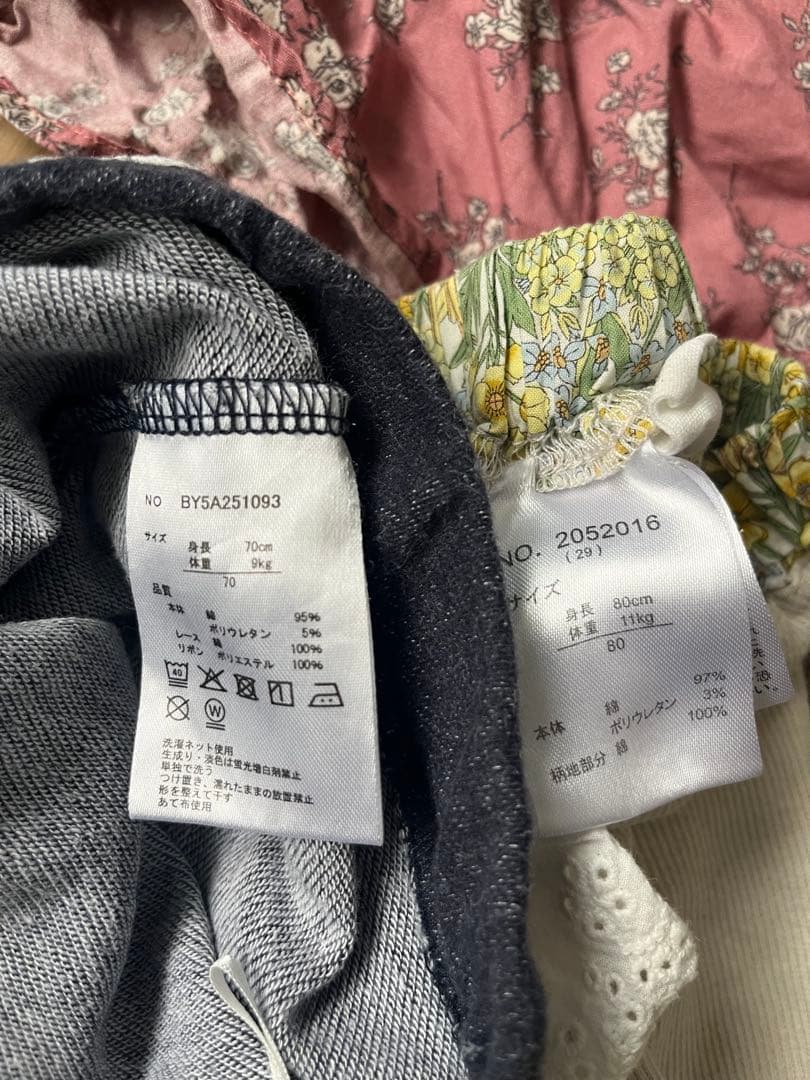 NO BY5A251093
サイズ
身長 70cm
体重 9kg
70
品質
本体 綿 95%
ポリウレタン 5%
レース 綿 100%
リボン ポリエステル 100%
40
W
洗濯ネット使用
生成り・淡色は蛍光増白剤禁止
単独で洗う
つけ置き、濡れたままの放置禁止
形を整えて干す
あて布使用
NO. 2052016
(29)
サイズ
身長 80cm
体重 11kg
80
本体 綿 97%
ポリウレタン 3%
柄地部分 綿 100%